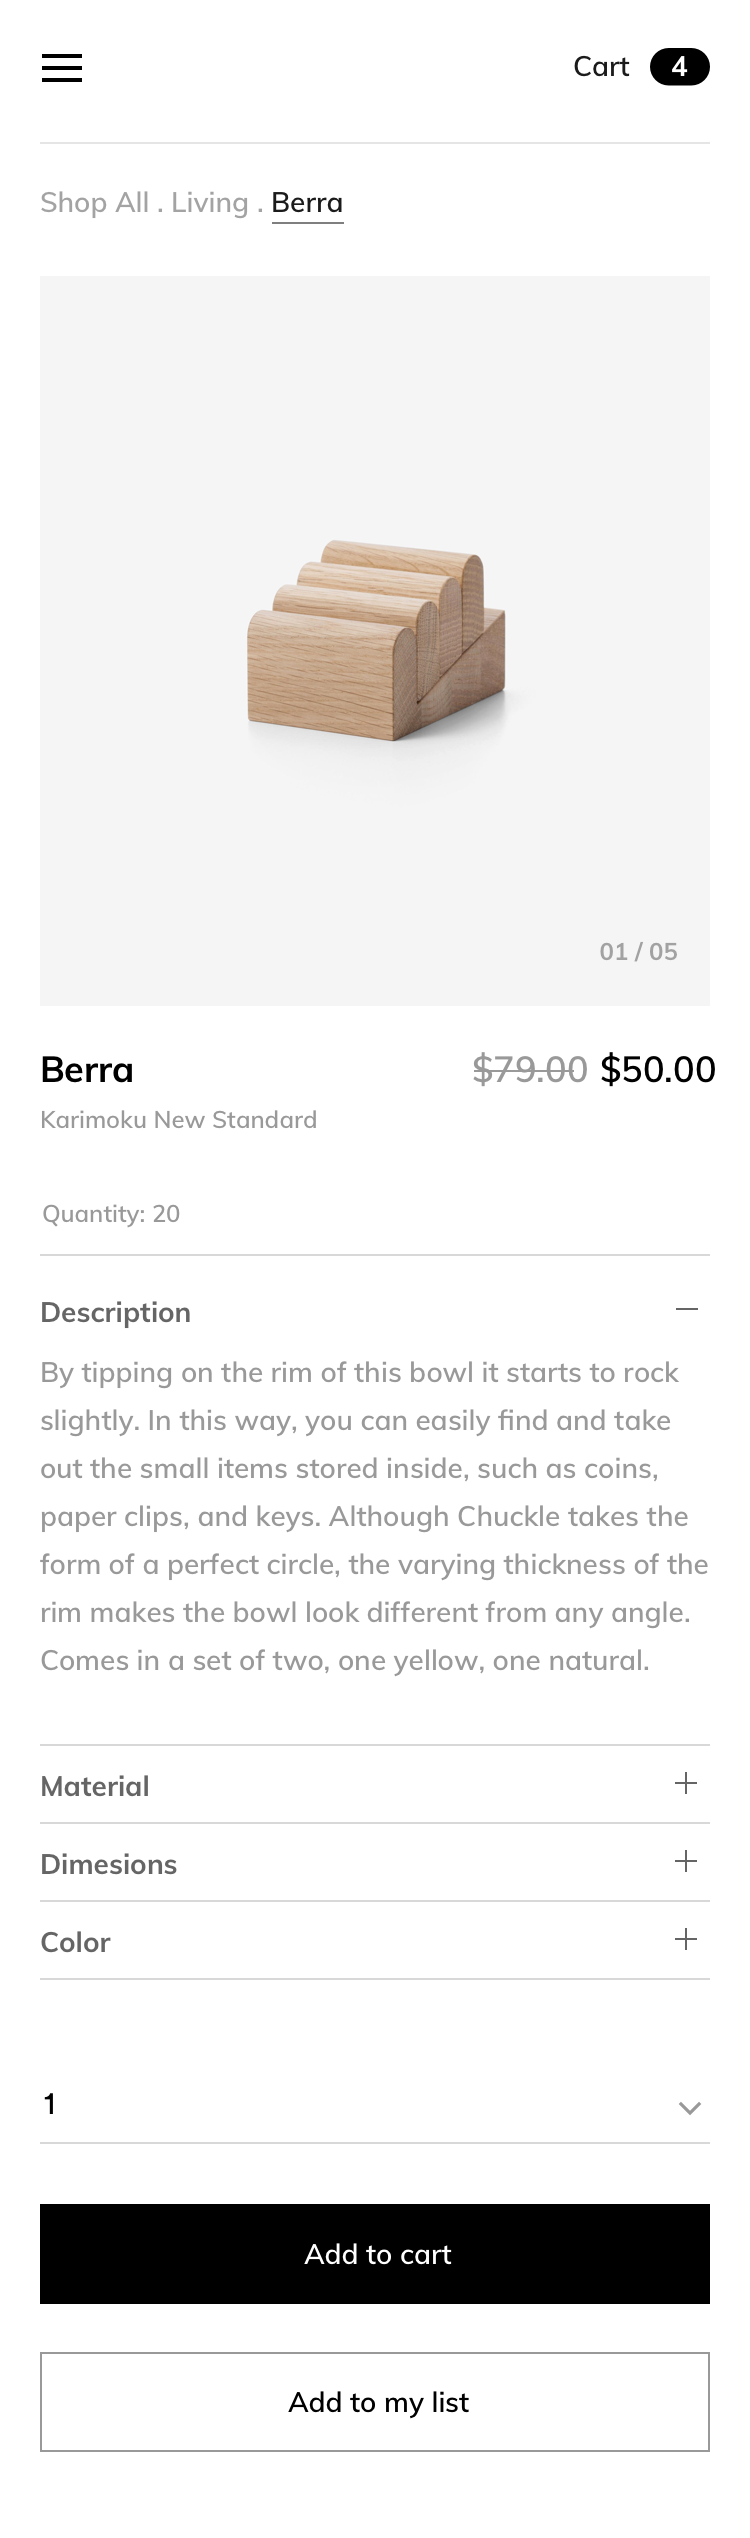 Cart 4
Shop All . Living . Berra
01 / 05
Berra $79.00 $50.00
Karimoku New Standard
Quantity: 20
Description
By tipping on the rim of this bowl it starts to rock
slightly. In this way, you can easily find and take
out the small items stored inside, such as coins,
paper clips, and keys. Although Chuckle takes the
form of a perfect circle, the varying thickness of the
rim makes the bowl look different from any angle.
Comes in a set of two, one yellow, one natural.
Material
Dimesions
Color
1
Add to cart
Add to my list